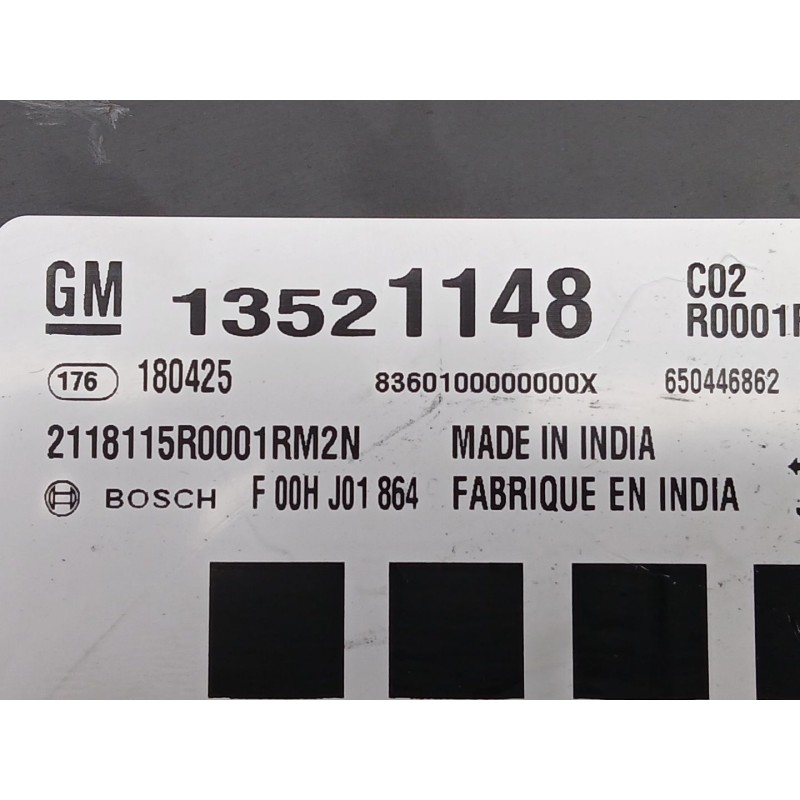 GM 13521148 C02
R0001
176 180425 8360100000000X 650446862
2118115R0001RM2N MADE IN INDIA
BOSCH F 00H J01 864 FABRIQUE EN INDIA